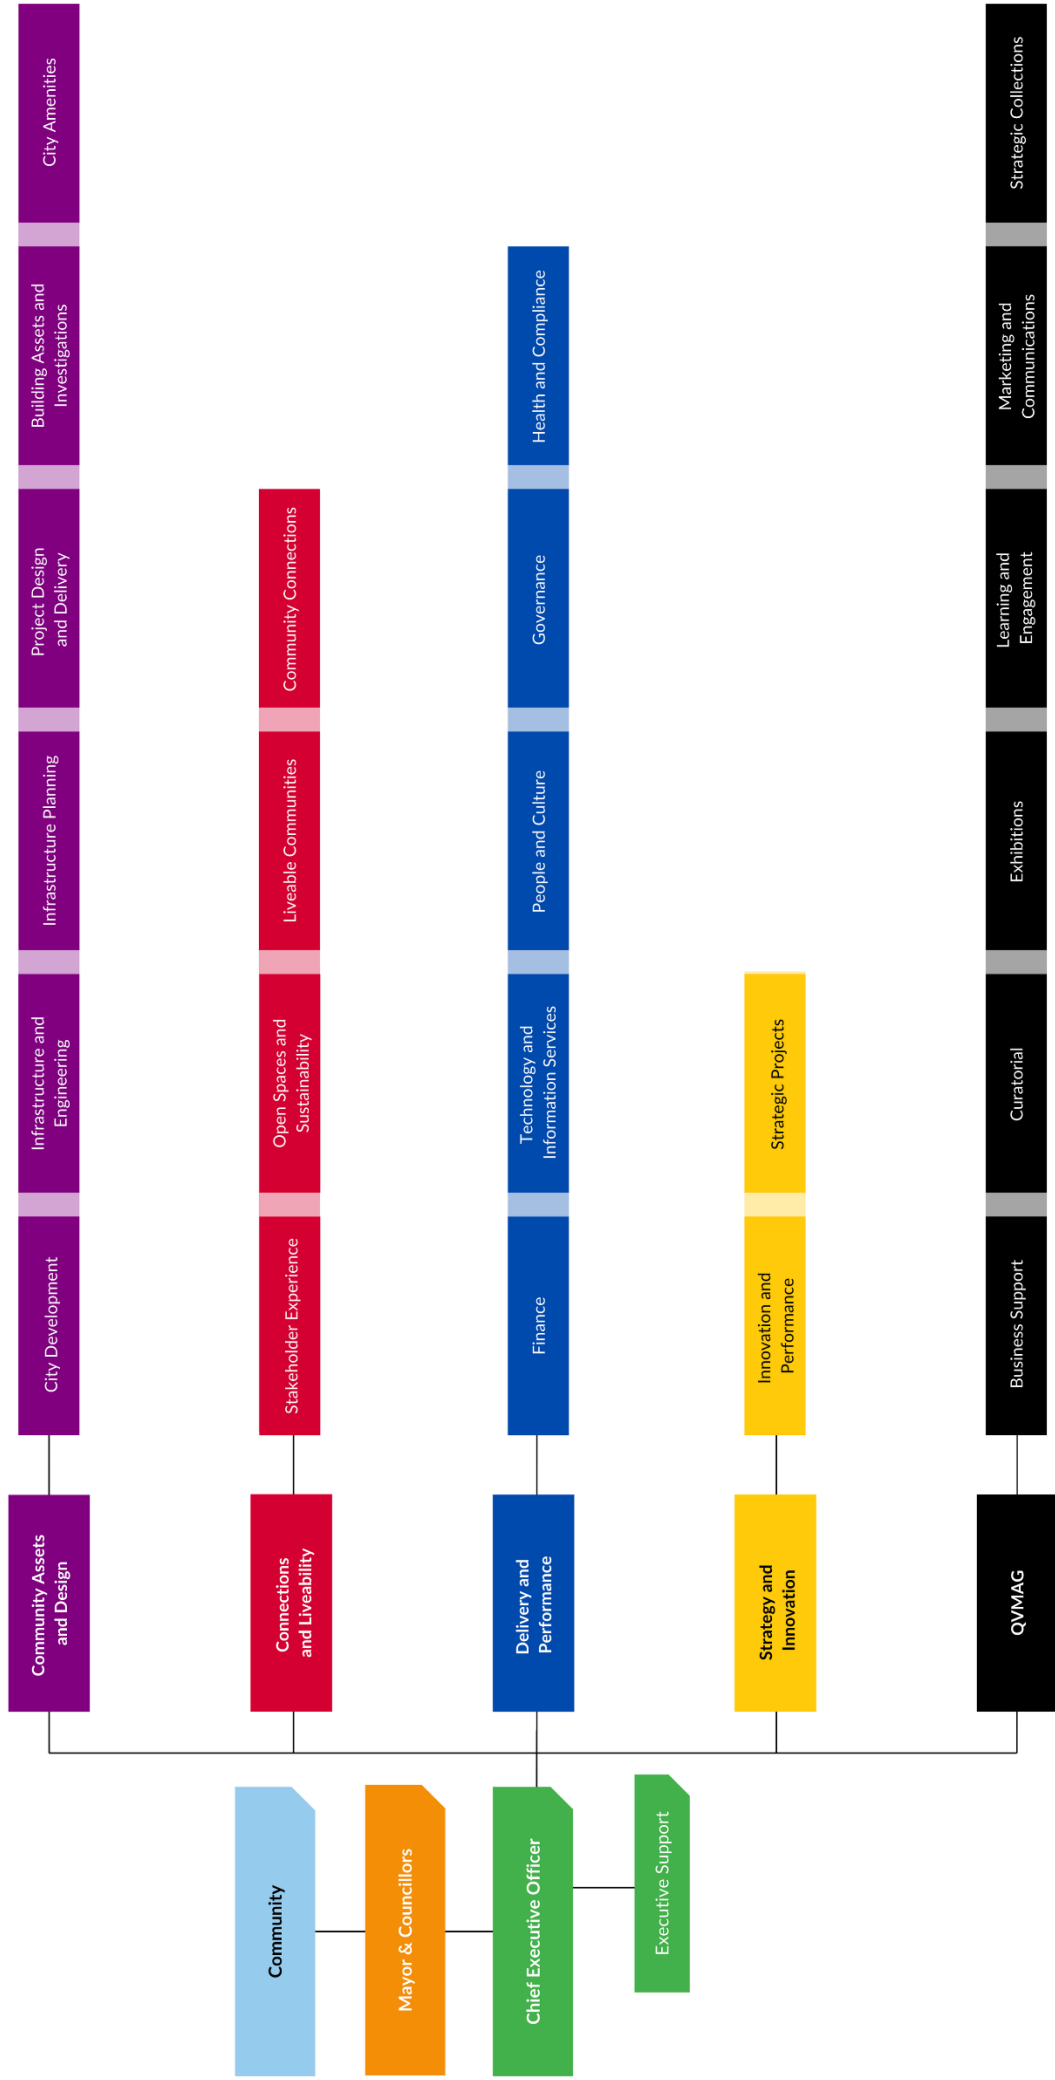 Community
Mayor & Councillors
Chief Executive Officer
Executive Support
Community Assets
and Design
City Development
Infrastructure and
Engineering
Infrastructure Planning
Project Design
and Delivery
Building Assets and
Investigations
City Amenities
Connections
and Liveability
Stakeholder Experience
Open Spaces and
Sustainability
Liveable Communities
Community Connections
Delivery and
Performance
Finance
Technology and
Information Services
People and Culture
Governance
Health and Compliance
Strategy and
Innovation
Innovation and
Performance
Strategic Projects
QVMAG
Business Support
Curatorial
Exhibitions
Learning and
Engagement
Marketing and
Communications
Strategic Collections